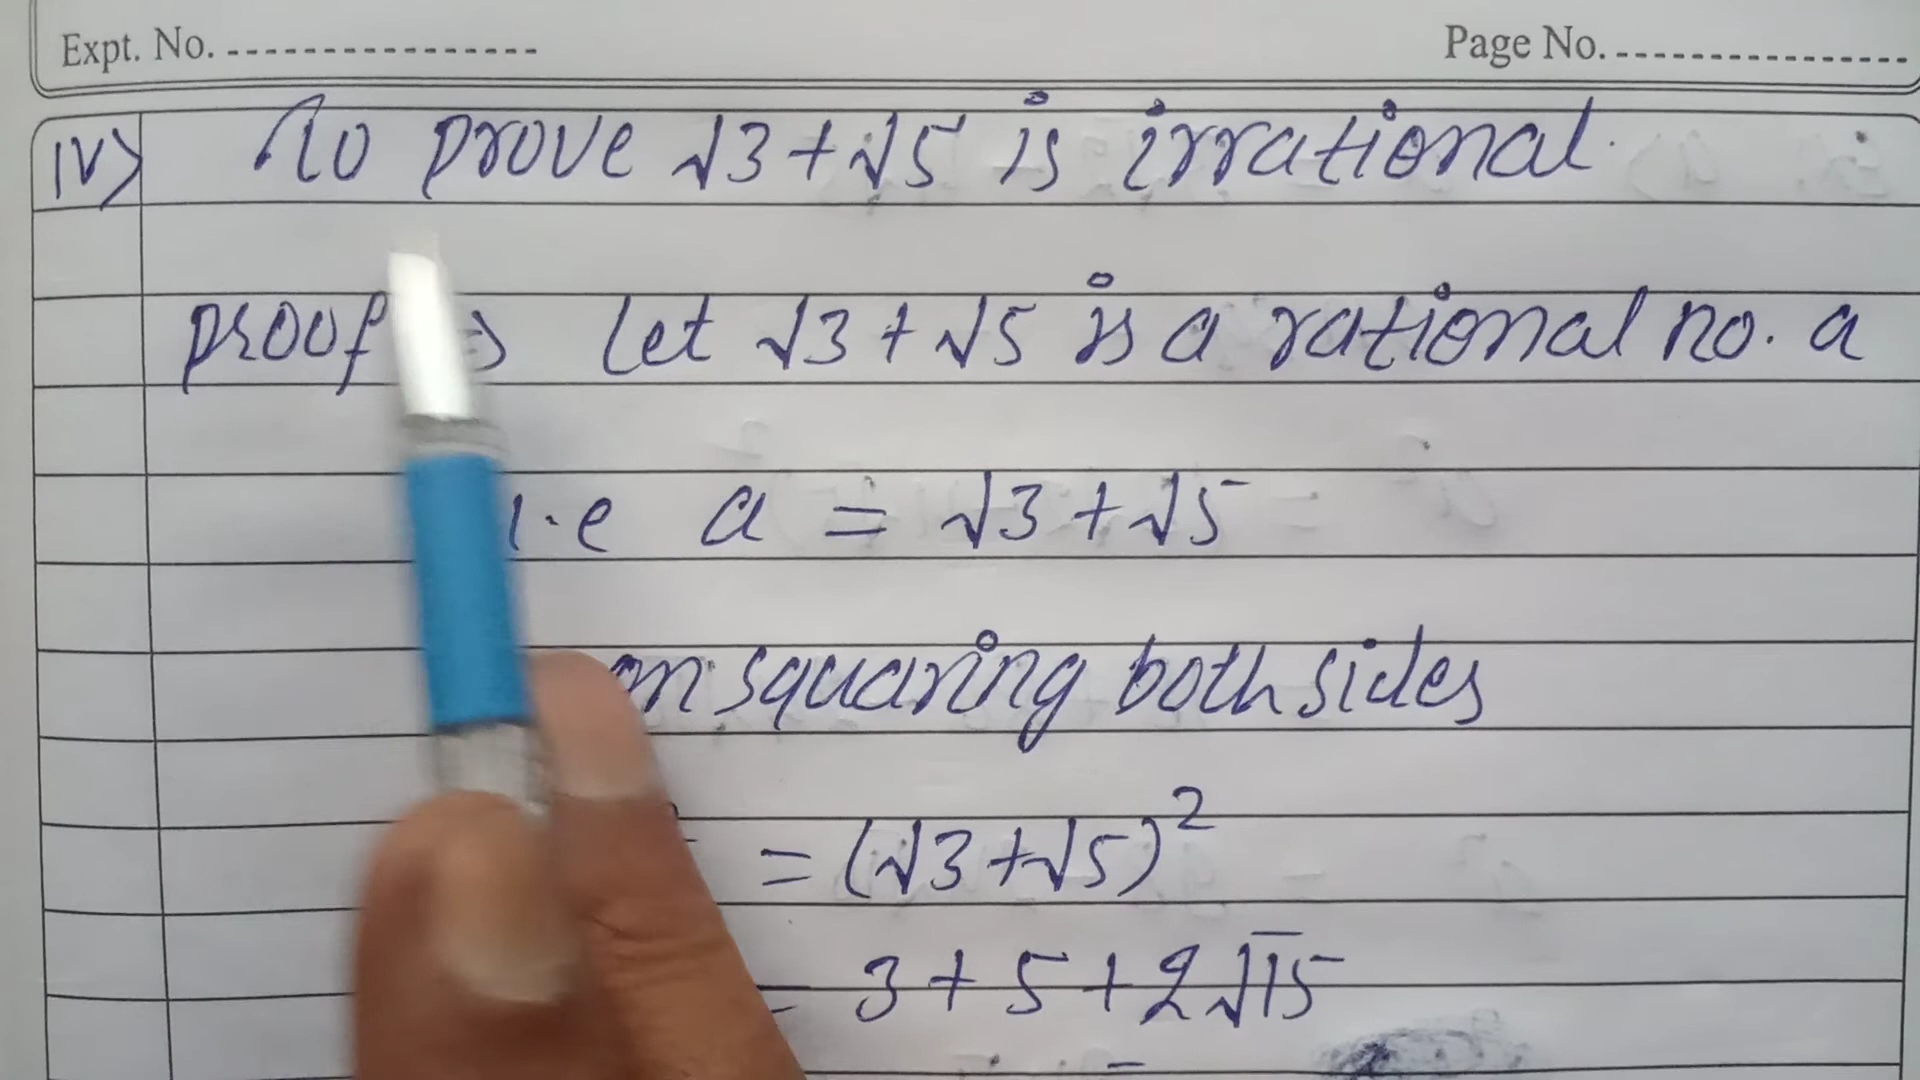 Expt. No.
Page No.
IV> To prove √3+√5 is irrational.
proof ⇒ Let √3+√5 is a rational no. a
i.e a = √3+√5
on squaring both sides
= (√3+√5)²
= 3+5+2√15